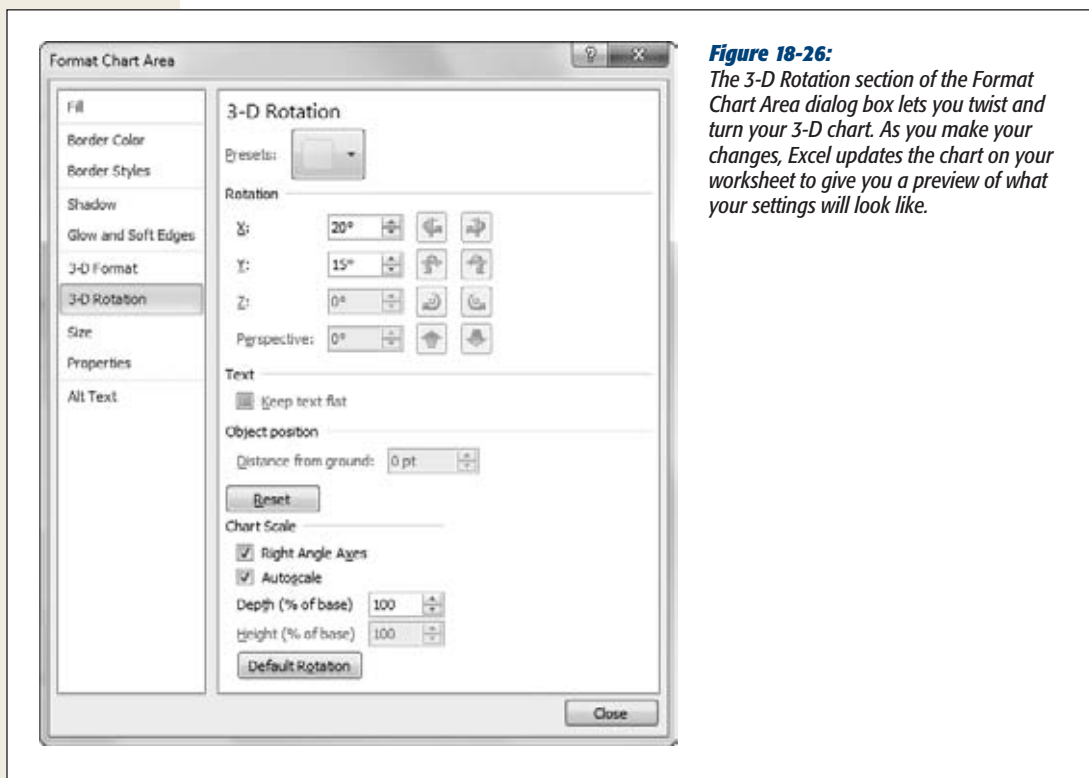 Format Chart Area
Fill
Border Color
Border Styles
Shadow
Glow and Soft Edges
3-D Format
3-D Rotation
Size
Properties
Alt Text
3-D Rotation
Presets:
Rotation
X: 20°
Y: 15°
Z: 0°
Perspective: 0°
Text
Keep text flat
Object position
Distance from ground: 0 pt
Reset
Chart Scale
Right Angle Axes
Autoscale
Depth (% of base) 100
Height (% of base) 100
Default Rotation
Close
Figure 18-26:
The 3-D Rotation section of the Format
Chart Area dialog box lets you twist and
turn your 3-D chart. As you make your
changes, Excel updates the chart on your
worksheet to give you a preview of what
your settings will look like.